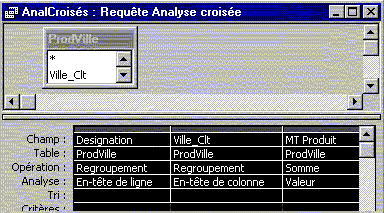 AnalCroisés : Requête Analyse croisée
ProdVille
*
Ville_Clt
Champ : Designation Ville_Clt MT Produit
Table : ProdVille ProdVille ProdVille
Opération : Regroupement Regroupement Somme
Analyse : En-tête de ligne En-tête de colonne Valeur
Tri :
Critères :